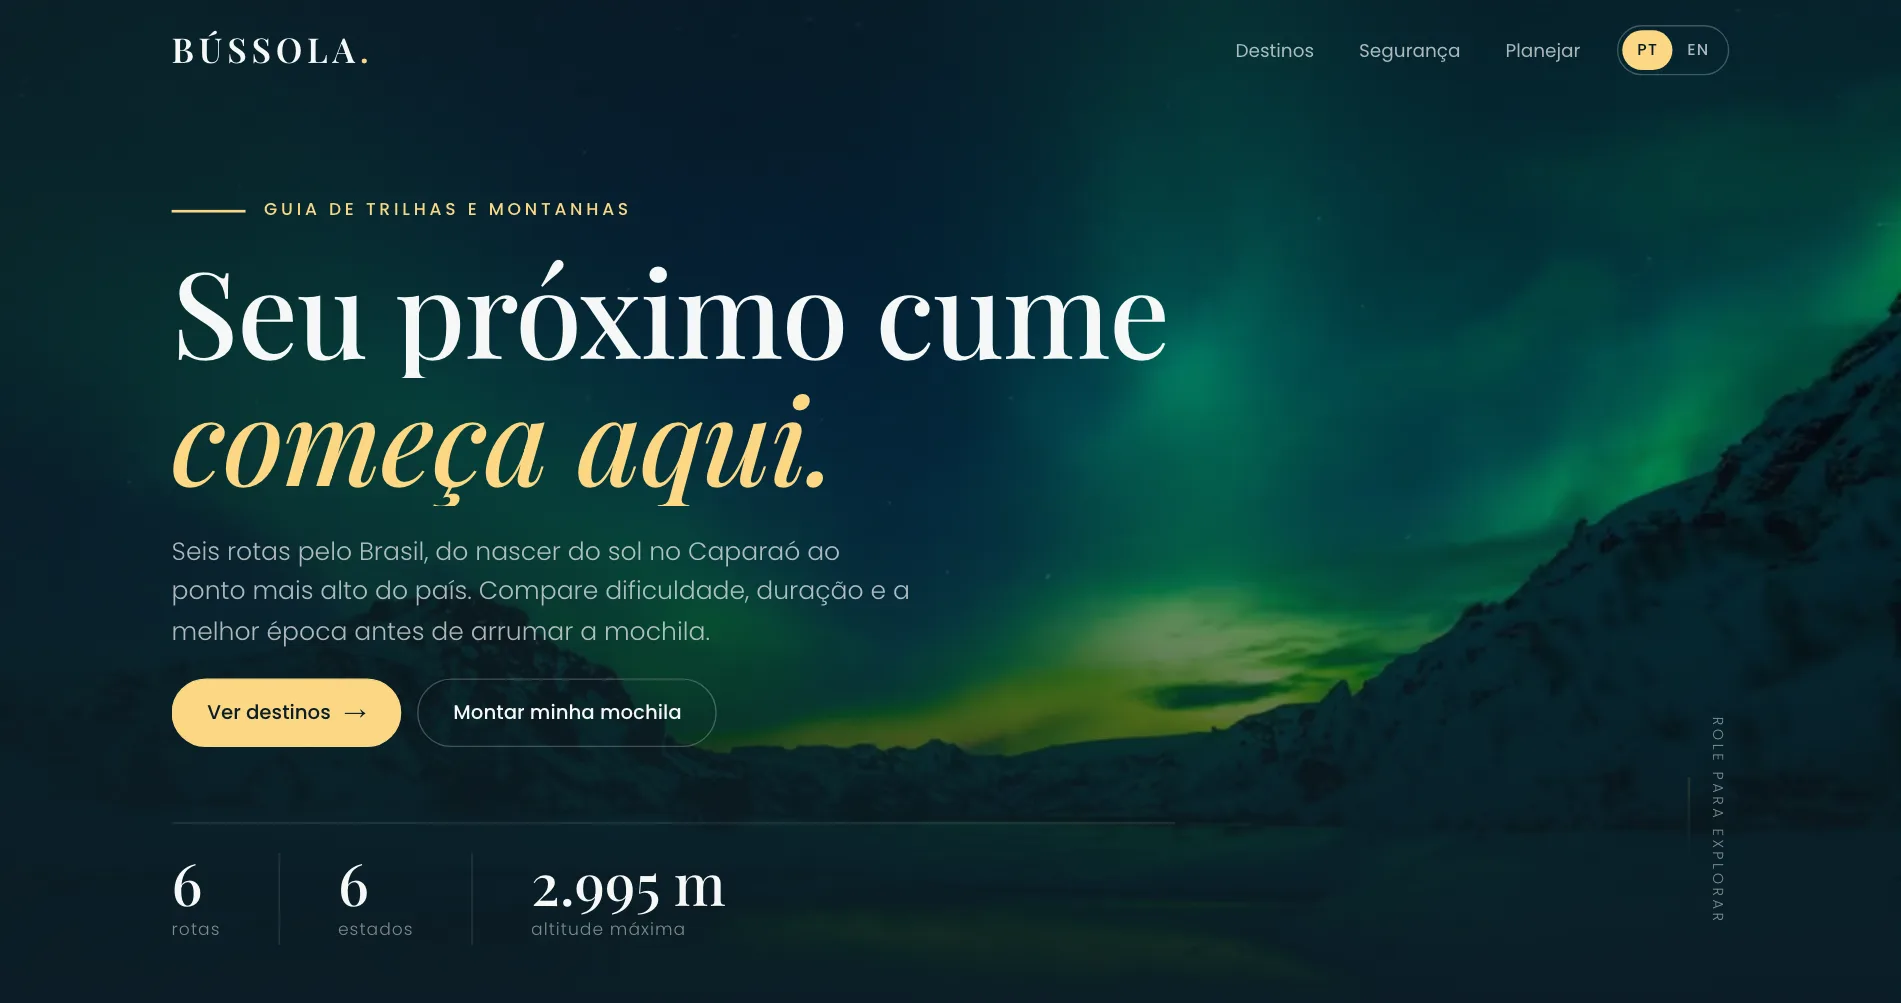 BÚSSOLA.
Destinos
Segurança
Planejar
PT
EN
GUIA DE TRILHAS E MONTANHAS
Seu próximo cume
começa aqui.
Seis rotas pelo Brasil, do nascer do sol no Caparaó ao
ponto mais alto do país. Compare dificuldade, duração e a
melhor época antes de arrumar a mochila.
Ver destinos →
Montar minha mochila
ROLE PARA EXPLORAR
6
rotas
6
estados
2.995 m
altitude máxima